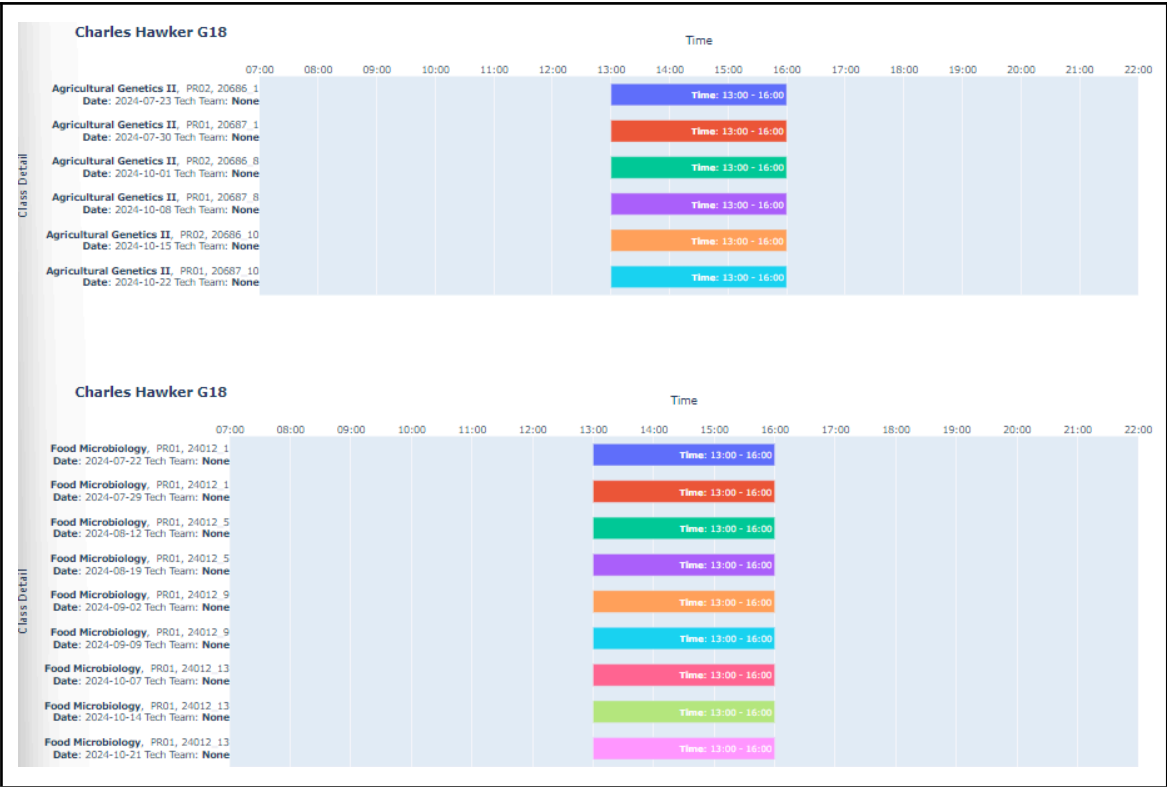 Charles Hawker G18
Time
07:00 08:00 09:00 10:00 11:00 12:00 13:00 14:00 15:00 16:00 17:00 18:00 19:00 20:00 21:00 22:00
Class Detail
Agricultural Genetics II, PR02, 20686_1
Date: 2024-07-23 Tech Team: None
Time: 13:00 - 16:00
Agricultural Genetics II, PR01, 20687_1
Date: 2024-07-30 Tech Team: None
Time: 13:00 - 16:00
Agricultural Genetics II, PR02, 20686_8
Date: 2024-10-01 Tech Team: None
Time: 13:00 - 16:00
Agricultural Genetics II, PR01, 20687_8
Date: 2024-10-08 Tech Team: None
Time: 13:00 - 16:00
Agricultural Genetics II, PR02, 20686_10
Date: 2024-10-15 Tech Team: None
Time: 13:00 - 16:00
Agricultural Genetics II, PR01, 20687_10
Date: 2024-10-22 Tech Team: None
Time: 13:00 - 16:00
Charles Hawker G18
Time
07:00 08:00 09:00 10:00 11:00 12:00 13:00 14:00 15:00 16:00 17:00 18:00 19:00 20:00 21:00 22:00
Class Detail
Food Microbiology, PR01, 24012_1
Date: 2024-07-22 Tech Team: None
Time: 13:00 - 16:00
Food Microbiology, PR01, 24012_1
Date: 2024-07-29 Tech Team: None
Time: 13:00 - 16:00
Food Microbiology, PR01, 24012_5
Date: 2024-08-12 Tech Team: None
Time: 13:00 - 16:00
Food Microbiology, PR01, 24012_5
Date: 2024-08-19 Tech Team: None
Time: 13:00 - 16:00
Food Microbiology, PR01, 24012_9
Date: 2024-09-02 Tech Team: None
Time: 13:00 - 16:00
Food Microbiology, PR01, 24012_9
Date: 2024-09-09 Tech Team: None
Time: 13:00 - 16:00
Food Microbiology, PR01, 24012_13
Date: 2024-10-07 Tech Team: None
Time: 13:00 - 16:00
Food Microbiology, PR01, 24012_13
Date: 2024-10-14 Tech Team: None
Time: 13:00 - 16:00
Food Microbiology, PR01, 24012_13
Date: 2024-10-21 Tech Team: None
Time: 13:00 - 16:00